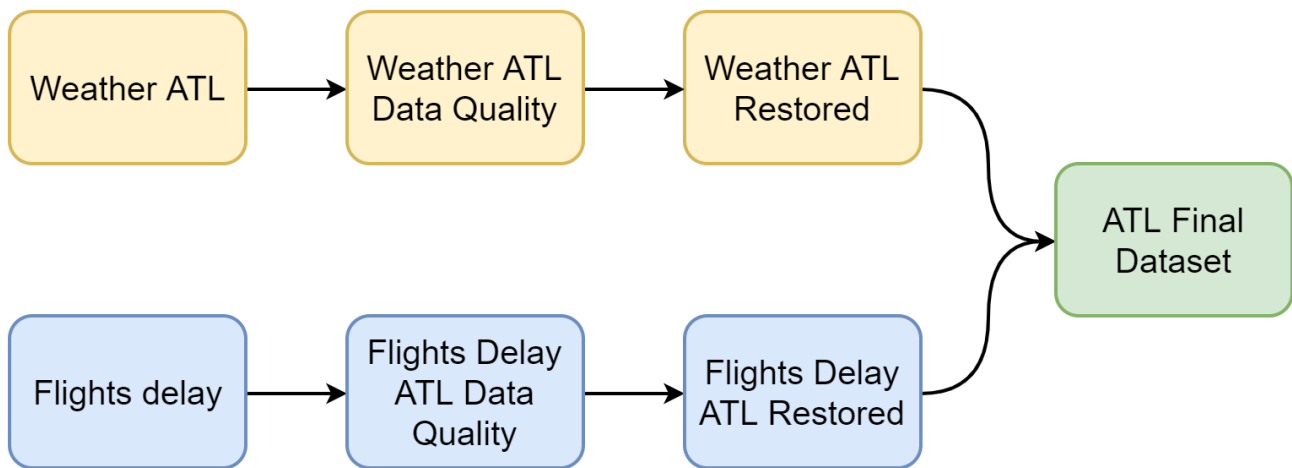 Weather ATL
Weather ATL
Data Quality
Weather ATL
Restored
ATL Final
Dataset
Flights delay
Flights Delay
ATL Data
Quality
Flights Delay
ATL Restored